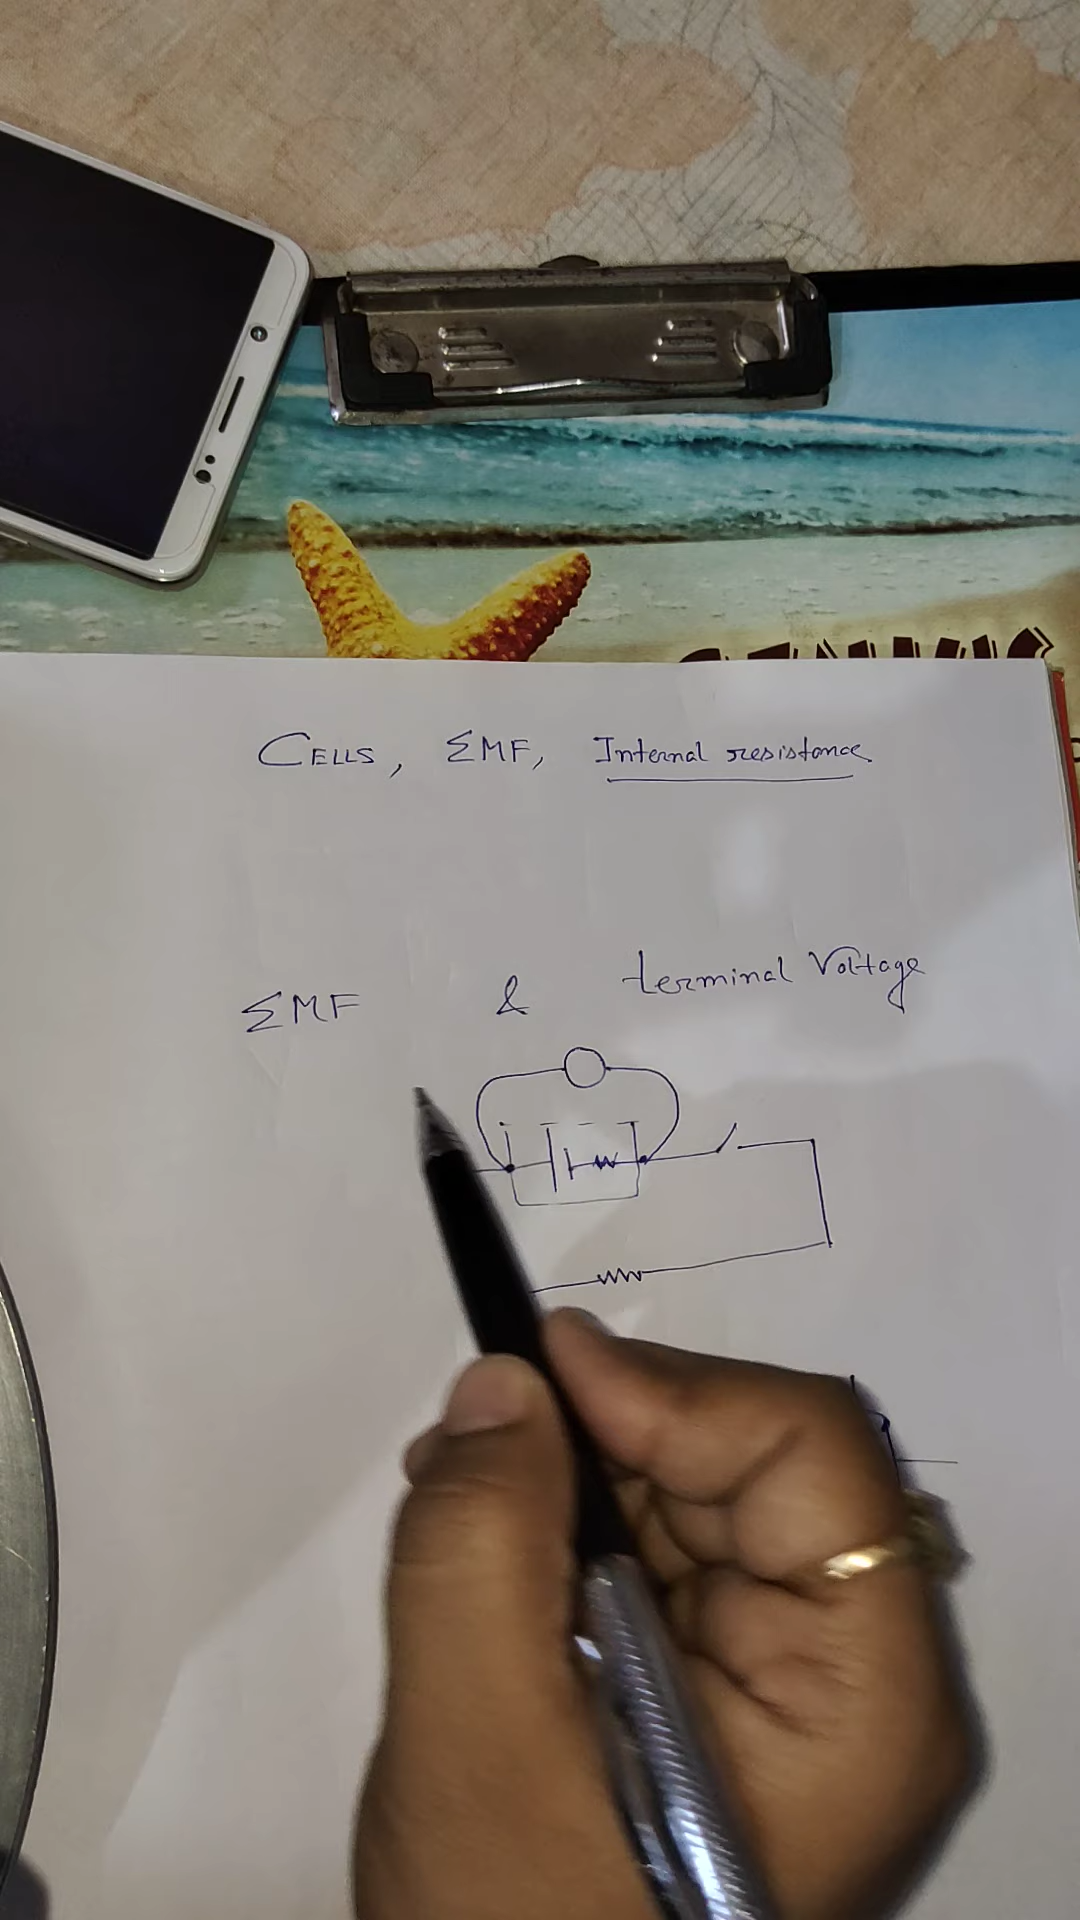 CELLS, EMF, Internal resistance
EMF & terminal Voltage